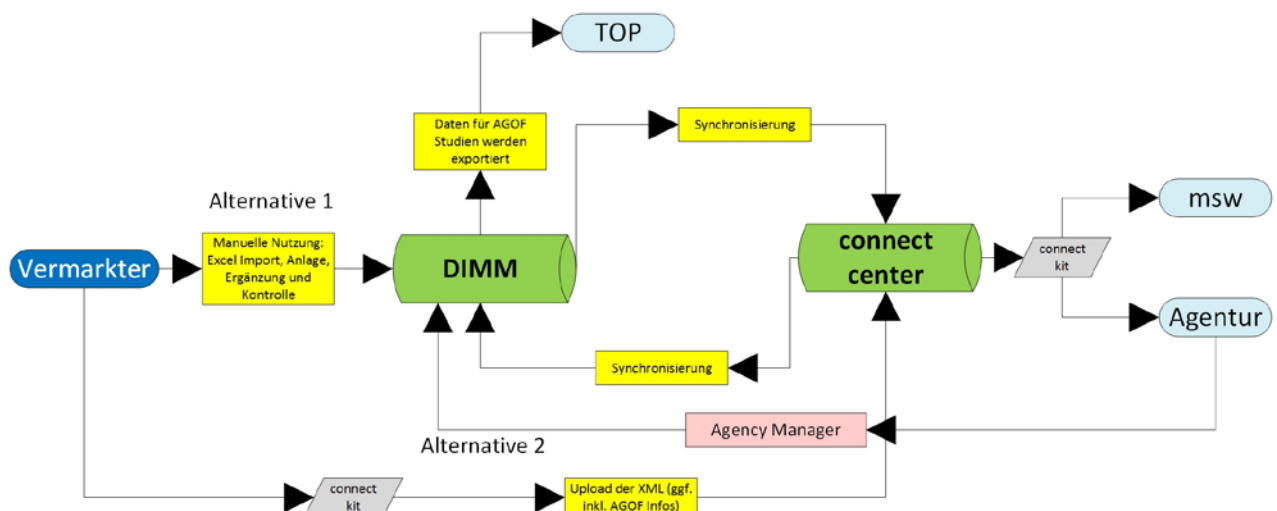 TOP
Daten für AGOF
Studien werden
exportiert
Synchronisierung
Alternative 1
msw
Manuelle Nutzung:
Excel Import, Anlage,
Ergänzung und
Kontrolle
Vermarkter
DIMM
connect
center
connect
kit
Agentur
Synchronisierung
Agency Manager
Alternative 2
connect
kit
Upload der XML (ggf.
inkl. AGOF Infos)